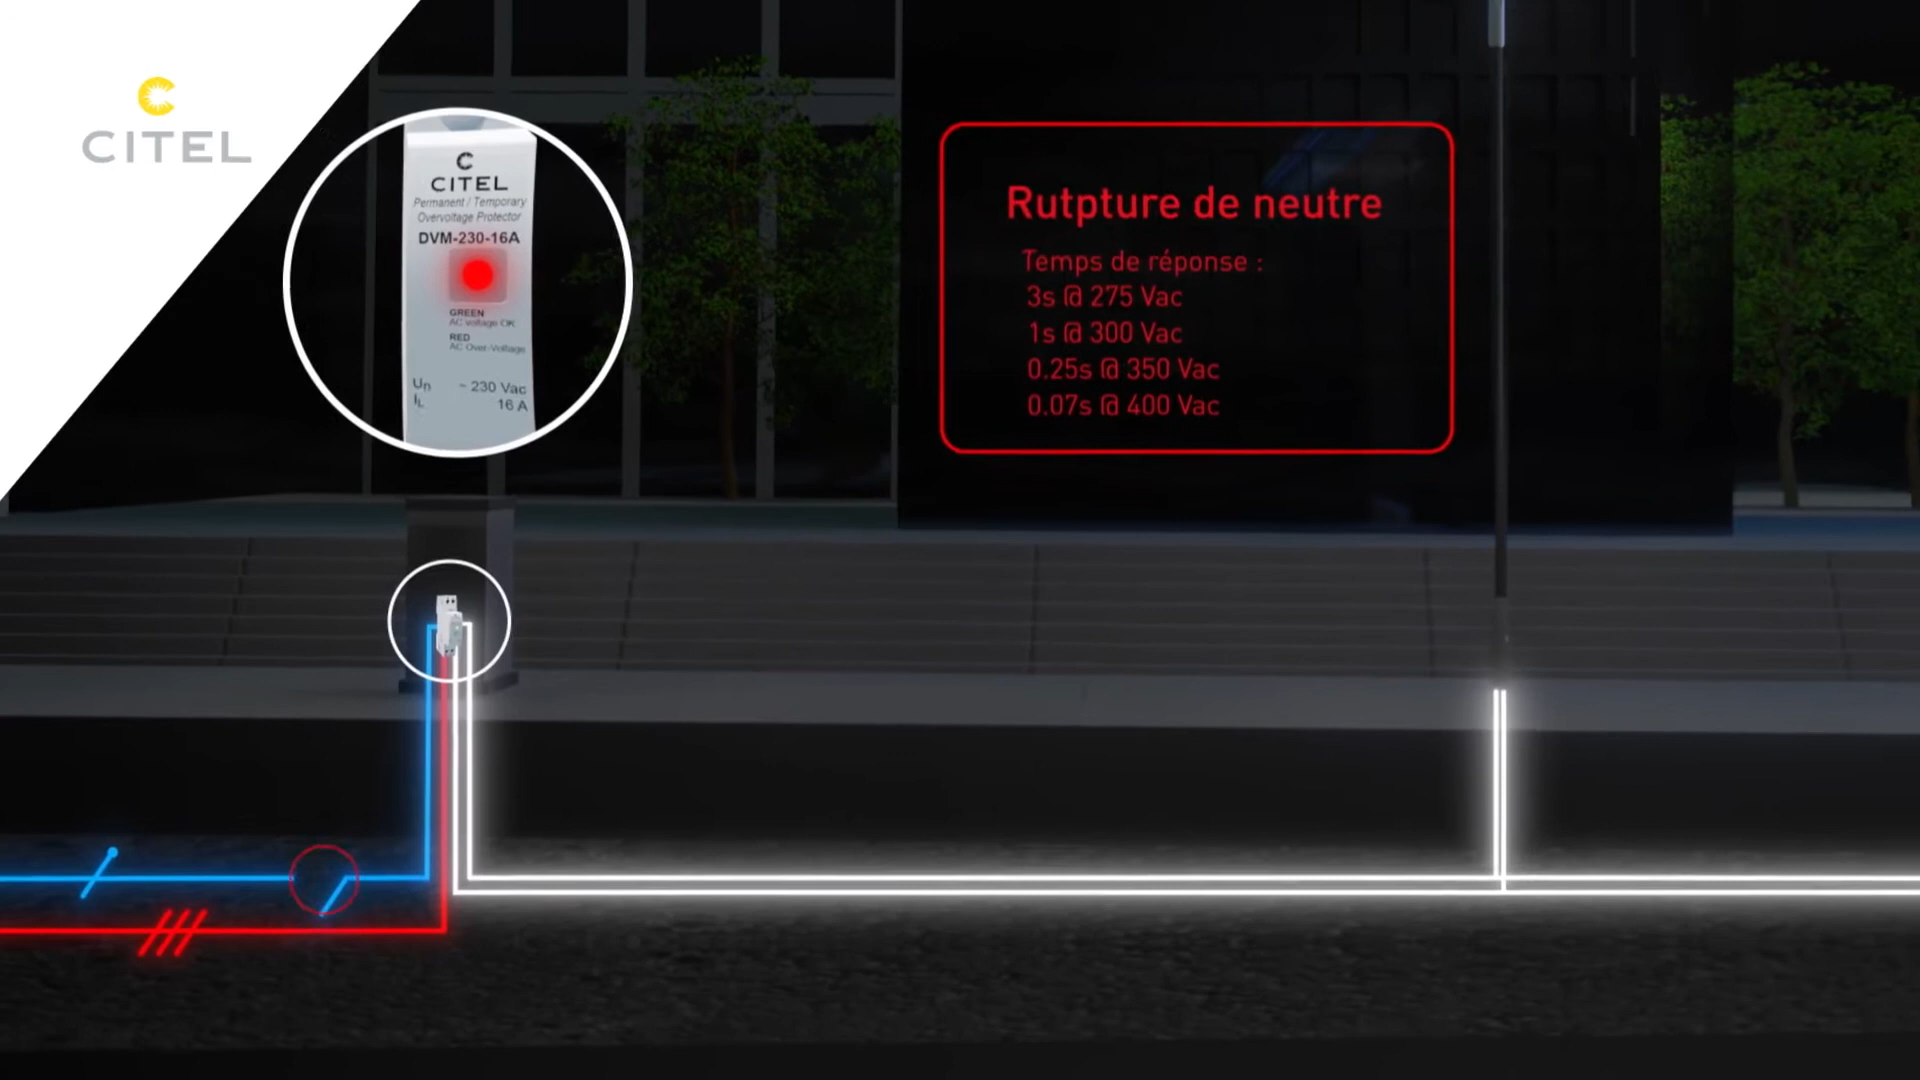 CITEL
CITEL
Permanent / Temporary
Overvoltage Protector
DVM-230-16A
GREEN
AC voltage OK
RED
AC Over-Voltage
Un ~ 230 Vac
IL 16 A
Rutpture de neutre
Temps de réponse :
3s @ 275 Vac
1s @ 300 Vac
0.25s @ 350 Vac
0.07s @ 400 Vac